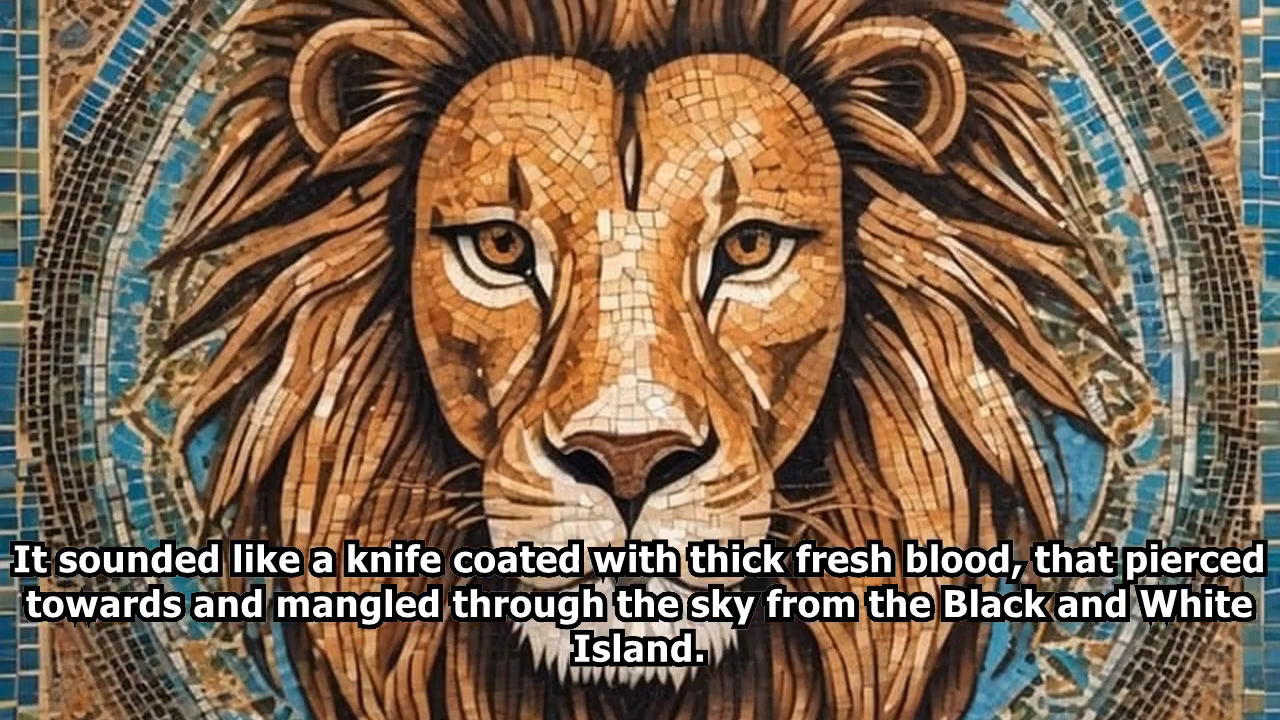 It sounded like a knife coated with thick fresh blood, that pierced
towards and mangled through the sky from the Black and White
Island.